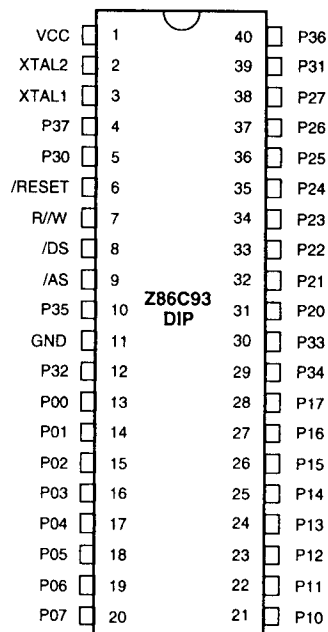 VCC 1 40 P36
XTAL2 2 39 P31
XTAL1 3 38 P27
P37 4 37 P26
P30 5 36 P25
/RESET 6 35 P24
R//W 7 34 P23
/DS 8 33 P22
/AS 9 32 P21
Z86C93
P35 10 31 P20
DIP
GND 11 30 P33
P32 12 29 P34
P00 13 28 P17
P01 14 27 P16
P02 15 26 P15
P03 16 25 P14
P04 17 24 P13
P05 18 23 P12
P06 19 22 P11
P07 20 21 P10